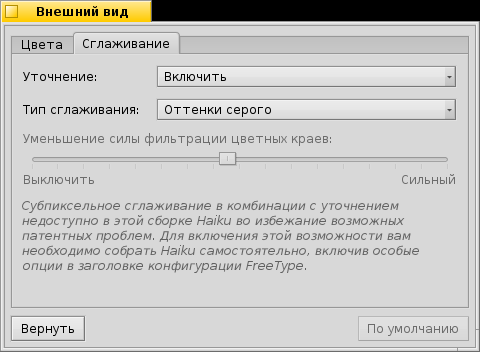 Внешний вид
Цвета
Сглаживание
Уточнение:
Включить
Тип сглаживания:
Оттенки серого
Уменьшение силы фильтрации цветных краев:
Выключить
Сильный
Субпиксельное сглаживание в комбинации с уточнением
недоступно в этой сборке Haiku во избежание возможных
патентных проблем. Для включения этой возможности вам
необходимо собрать Haiku самостоятельно, включив особые
опции в заголовке конфигурации FreeType.
Вернуть
По умолчанию